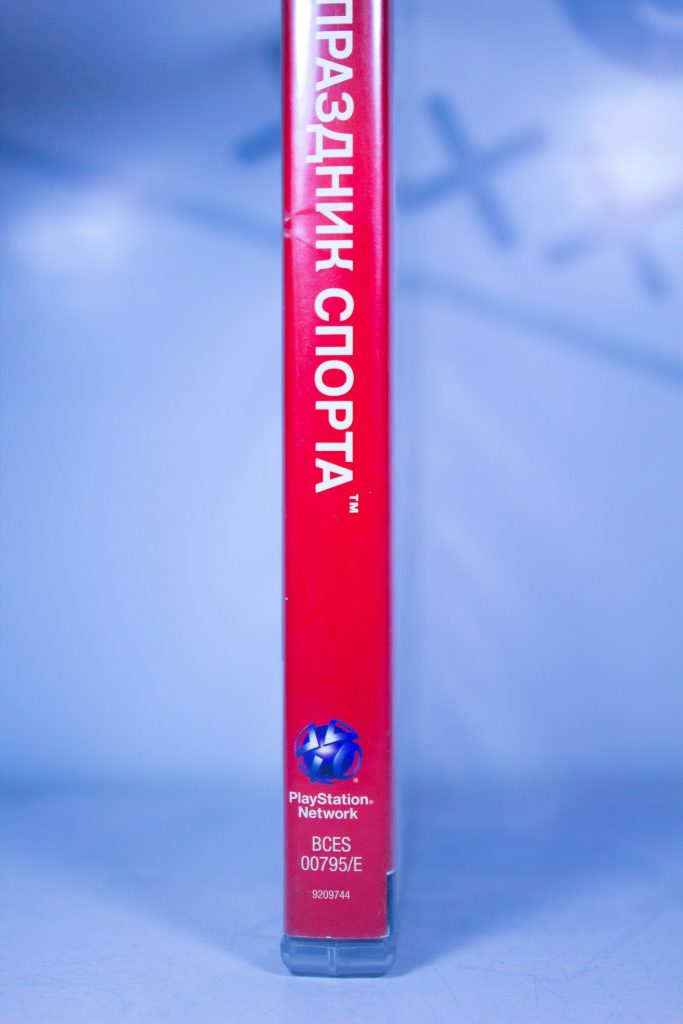 ПРАЗДНИК СПОРТА™
PlayStation®
Network
BCES
00795/E
9209744